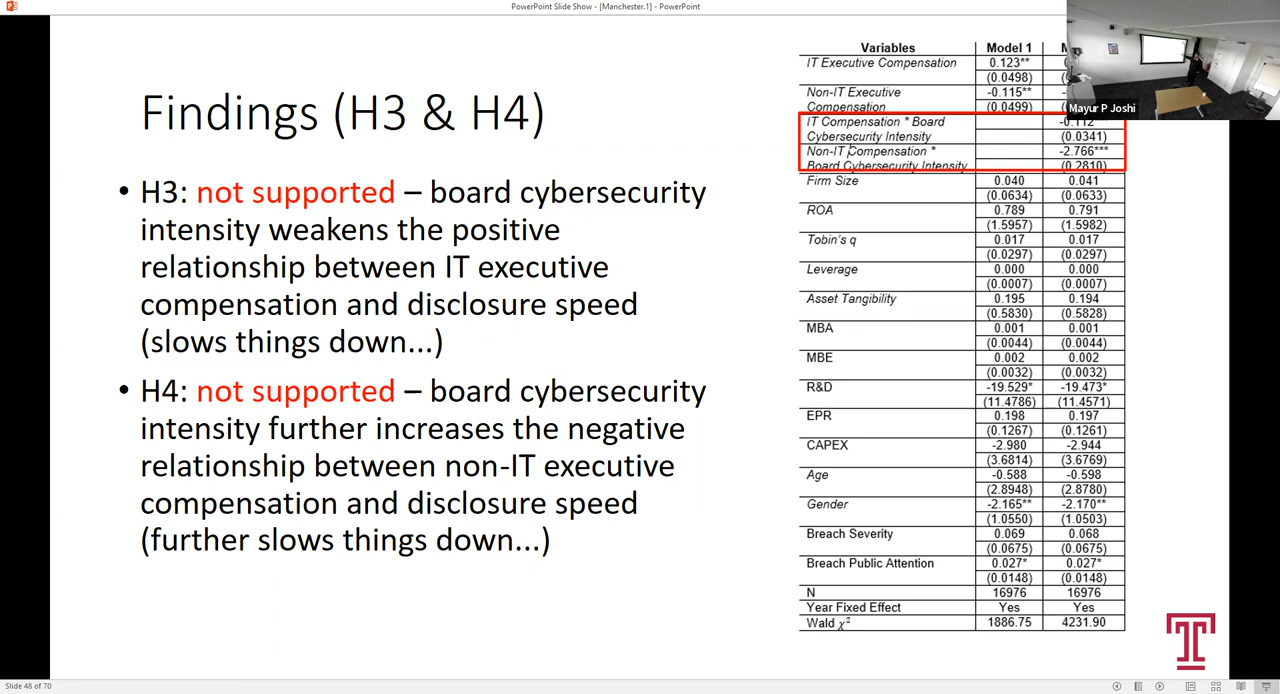 PowerPoint Slide Show - [Manchester.1] - PowerPoint
Mayur P Joshi
Findings (H3 & H4)
• H3: not supported – board cybersecurity
intensity weakens the positive
relationship between IT executive
compensation and disclosure speed
(slows things down...)
• H4: not supported – board cybersecurity
intensity further increases the negative
relationship between non-IT executive
compensation and disclosure speed
(further slows things down...)
Variables Model 1
IT Executive Compensation 0.123**
(0.0498)
Non-IT Executive -0.115**
Compensation (0.0499)
IT Compensation * Board -0.112
Cybersecurity Intensity (0.0341)
Non-IT Compensation * -2.766***
Board Cybersecurity Intensity (0.2810)
Firm Size 0.040 0.041
(0.0634) (0.0633)
ROA 0.789 0.791
(1.5957) (1.5982)
Tobin's q 0.017 0.017
(0.0297) (0.0297)
Leverage 0.000 0.000
(0.0007) (0.0007)
Asset Tangibility 0.195 0.194
(0.5830) (0.5828)
MBA 0.001 0.001
(0.0044) (0.0044)
MBE 0.002 0.002
(0.0032) (0.0032)
R&D -19.529* -19.473*
(11.4786) (11.4571)
EPR 0.198 0.197
(0.1267) (0.1261)
CAPEX -2.980 -2.944
(3.6814) (3.6769)
Age -0.588 -0.598
(2.8948) (2.8780)
Gender -2.165** -2.170**
(1.0550) (1.0503)
Breach Severity 0.069 0.068
(0.0675) (0.0675)
Breach Public Attention 0.027* 0.027*
(0.0148) (0.0148)
N 16976 16976
Year Fixed Effect Yes Yes
Wald χ² 1886.75 4231.90
Slide 48 of 70